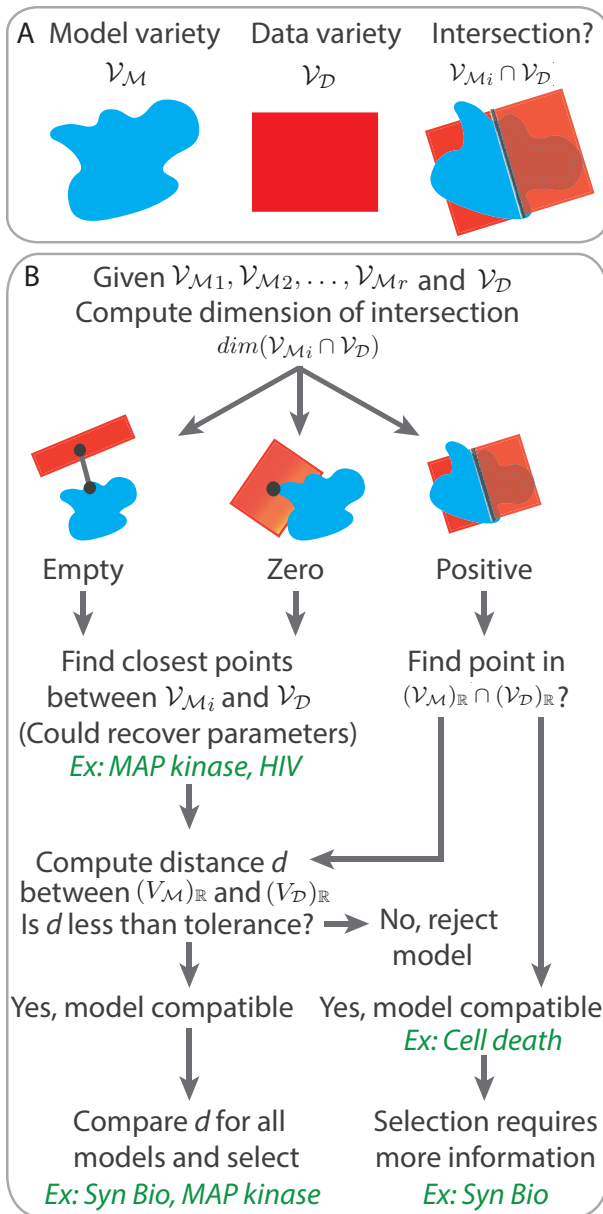 A Model variety Data variety Intersection?
𝒱_ℳ 𝒱_𝒟 𝒱_ℳi ∩ 𝒱_𝒟
B Given 𝒱_ℳ1, 𝒱_ℳ2, . . . , 𝒱_ℳr and 𝒱_𝒟
Compute dimension of intersection
dim(𝒱_ℳi ∩ 𝒱_𝒟)
Empty Zero Positive
Find closest points
between 𝒱_ℳi and 𝒱_𝒟
(Could recover parameters)
Ex: MAP kinase, HIV
Find point in
(𝒱_ℳ)_ℝ ∩ (𝒱_𝒟)_ℝ ?
Compute distance d
between (V_ℳ)_ℝ and (V_𝒟)_ℝ
Is d less than tolerance?
No, reject
model
Yes, model compatible
Yes, model compatible
Ex: Cell death
Compare d for all
models and select
Ex: Syn Bio, MAP kinase
Selection requires
more information
Ex: Syn Bio